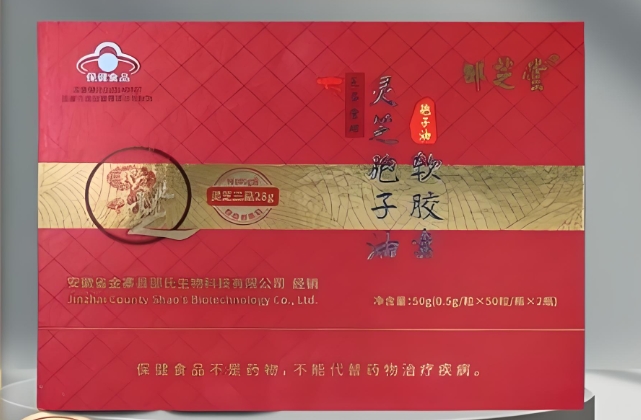 保健食品
邵芝堂
灵芝孢子油
软胶囊
孢子油
灵芝三萜28g
安徽省金寨县邵氏生物科技有限公司 经销
Jinzhai County Shao's Biotechnology Co., Ltd.
净含量:50g(0.5g/粒×50粒/瓶×2瓶)
保健食品不是药物,不能代替药物治疗疾病。